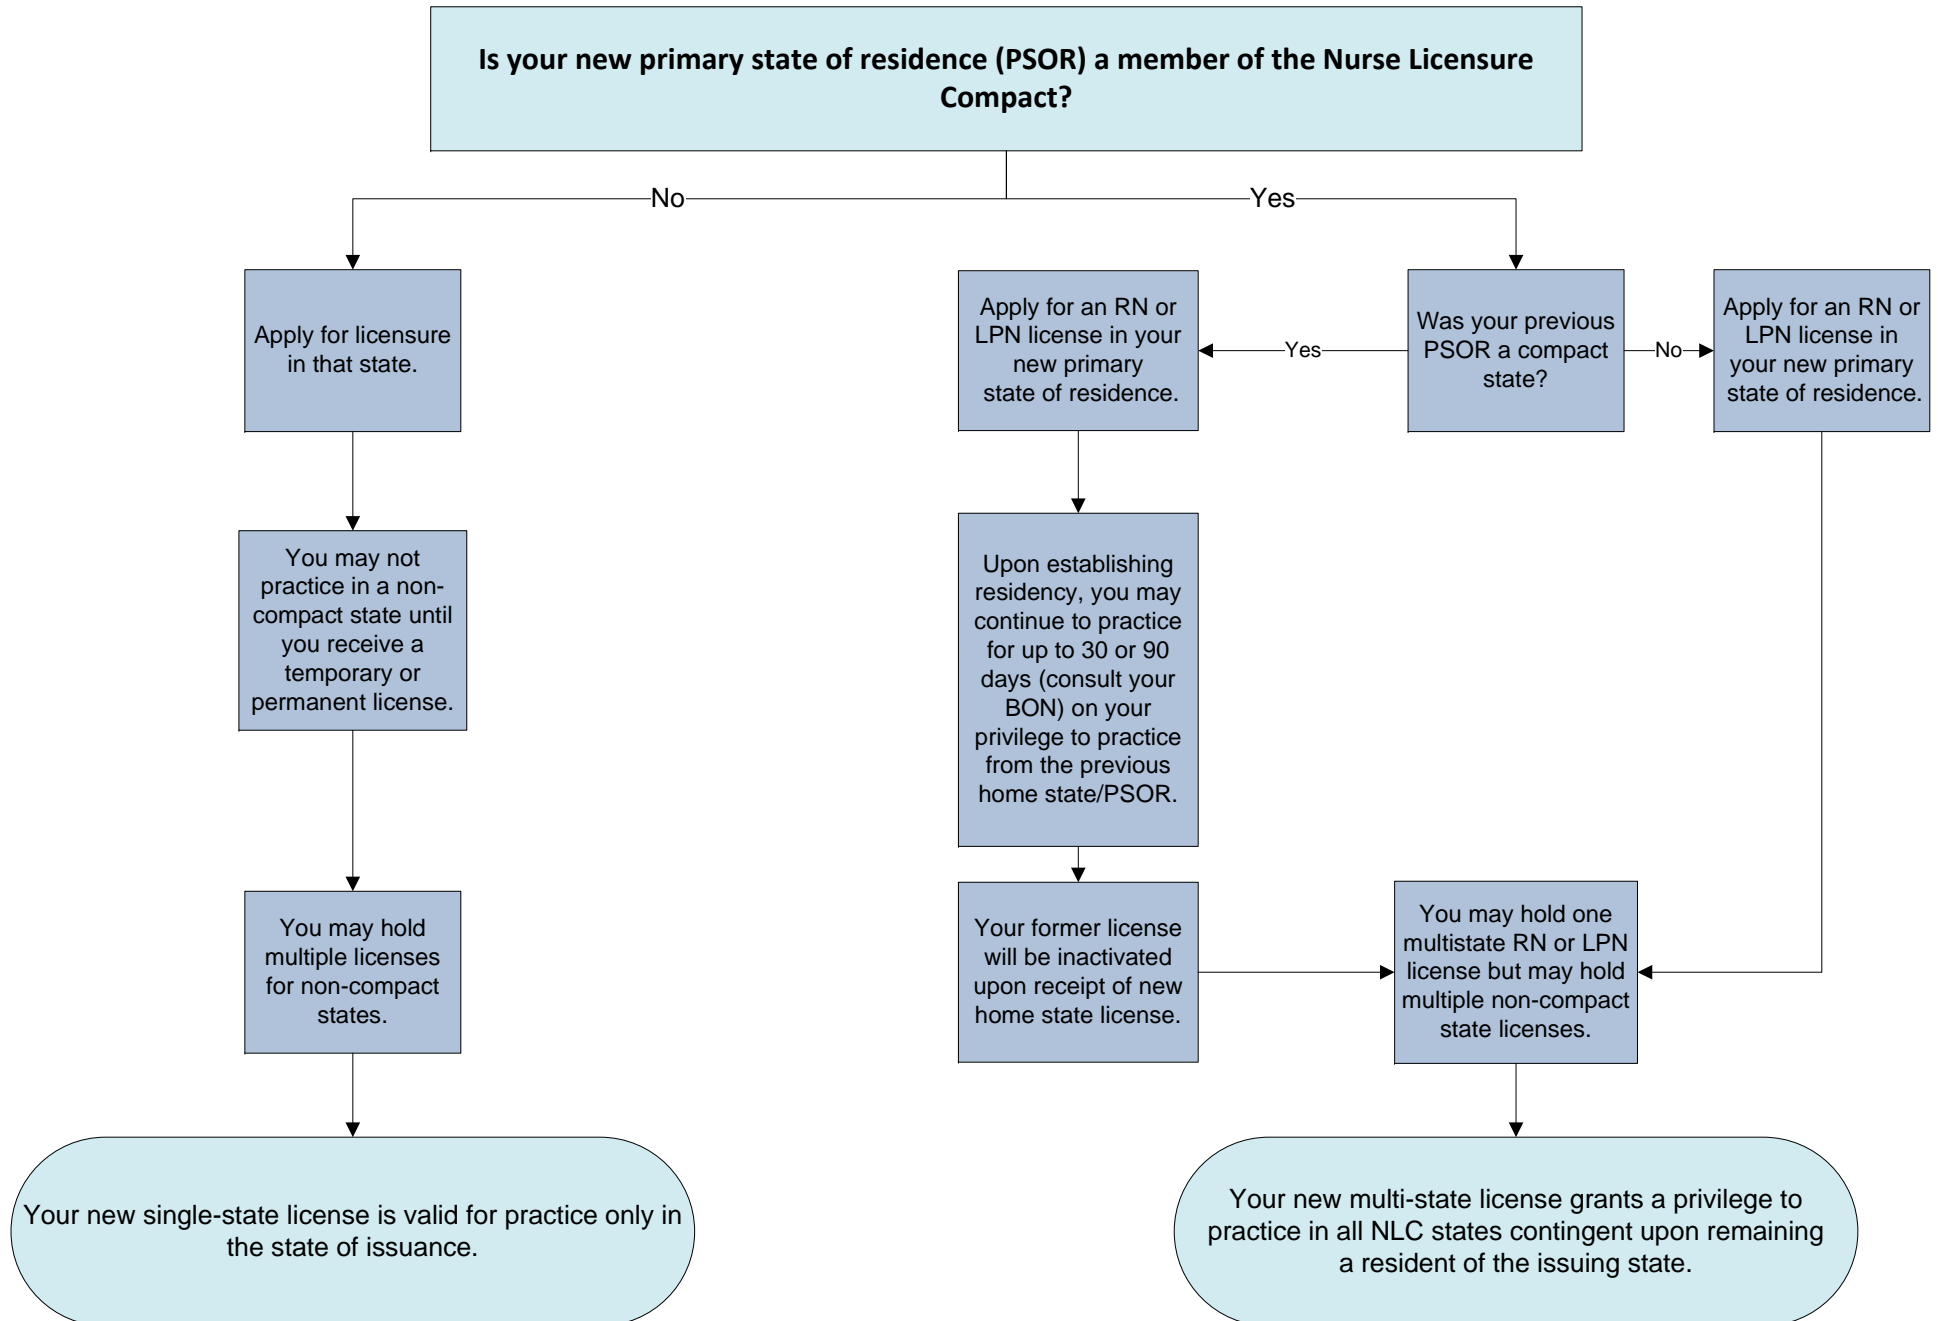 Is your new primary state of residence (PSOR) a member of the Nurse Licensure
Compact?
No
Yes
Apply for licensure
in that state.
Apply for an RN or
LPN license in your
new primary
state of residence.
Yes
Was your previous
PSOR a compact
state?
No
Apply for an RN or
LPN license in
your new primary
state of residence.
You may not
practice in a non-
compact state until
you receive a
temporary or
permanent license.
Upon establishing
residency, you may
continue to practice
for up to 30 or 90
days (consult your
BON) on your
privilege to practice
from the previous
home state/PSOR.
You may hold
multiple licenses
for non-compact
states.
Your former license
will be inactivated
upon receipt of new
home state license.
You may hold one
multistate RN or LPN
license but may hold
multiple non-compact
state licenses.
Your new single-state license is valid for practice only in
the state of issuance.
Your new multi-state license grants a privilege to
practice in all NLC states contingent upon remaining
a resident of the issuing state.